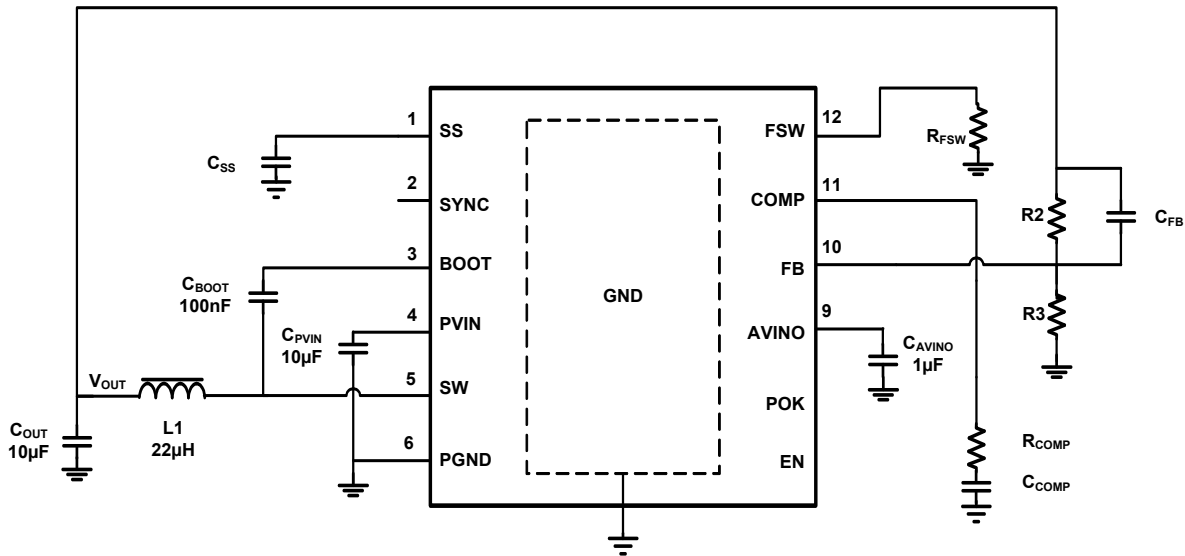 1
SS
C_SS
2
SYNC
3
BOOT
C_BOOT
100nF
4
PVIN
C_PVIN
10µF
5
SW
V_OUT
L1
22µH
C_OUT
10µF
6
PGND
GND
12
FSW
R_FSW
11
COMP
R2
C_FB
10
FB
R3
9
AVINO
C_AVINO
1µF
POK
EN
R_COMP
C_COMP